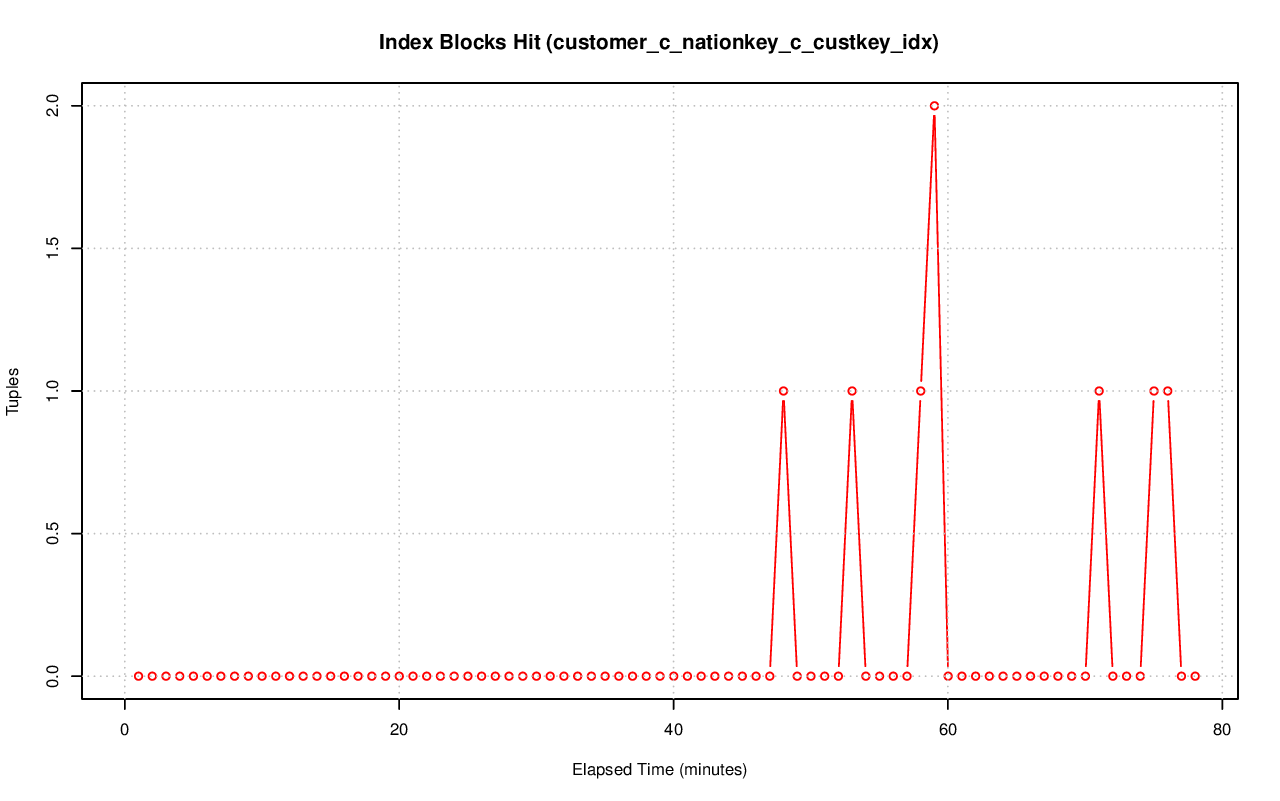 Index Blocks Hit (customer_c_nationkey_c_custkey_idx)
2.0
1.5
1.0
0.5
0.0
Tuples
0 20 40 60 80
Elapsed Time (minutes)